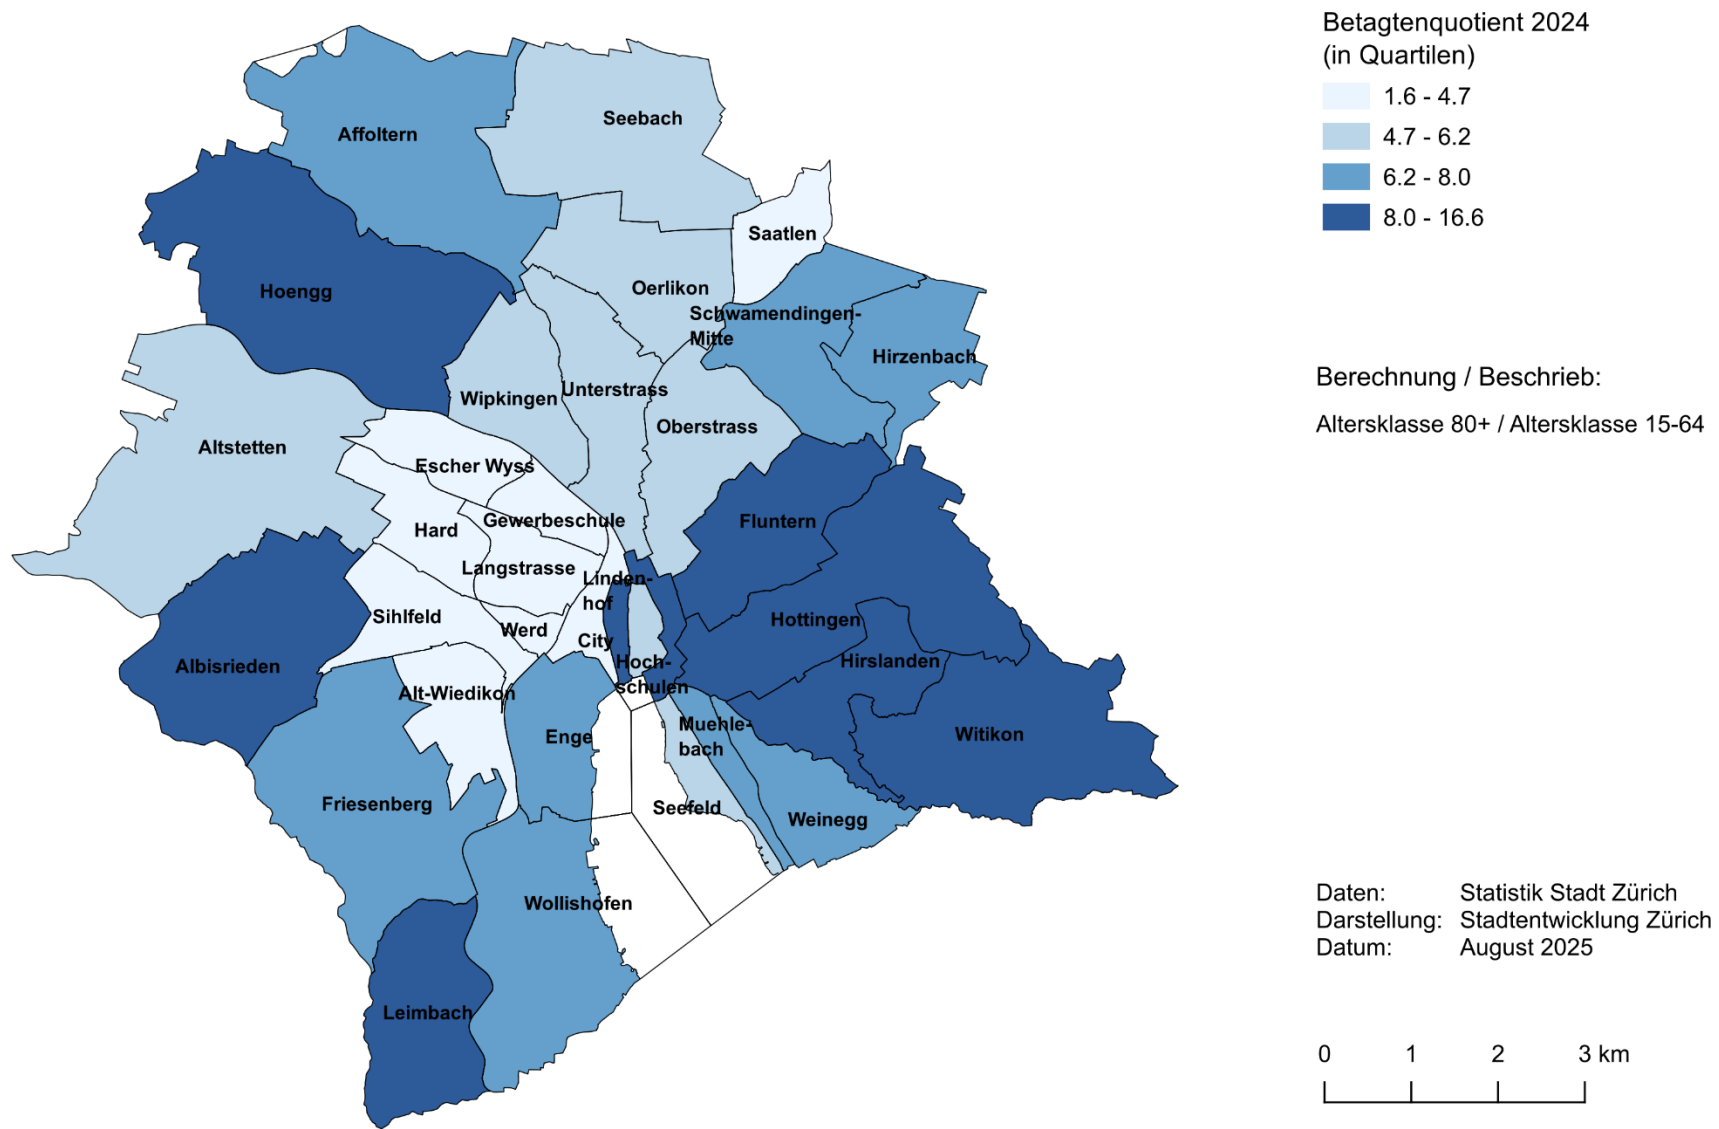 Betagtenquotient 2024
(in Quartilen)
1.6 - 4.7
4.7 - 6.2
6.2 - 8.0
8.0 - 16.6
Berechnung / Beschrieb:
Altersklasse 80+ / Altersklasse 15-64
Daten: Statistik Stadt Zürich
Darstellung: Stadtentwicklung Zürich
Datum: August 2025
0 1 2 3 km
Seebach
Affoltern
Saatlen
Oerlikon
Hoengg
Schwamendingen-
Mitte
Hirzenbach
Unterstrass
Wipkingen
Oberstrass
Altstetten
Escher Wyss
Gewerbeschule
Fluntern
Hard
Langstrasse
Linden-
hof
Sihlfeld
Hottingen
Werd
City
Hoch-
schulen
Hirslanden
Albisrieden
Alt-Wiedikon
Muehle-
bach
Enge
Witikon
Friesenberg
Seefeld
Weinegg
Wollishofen
Leimbach